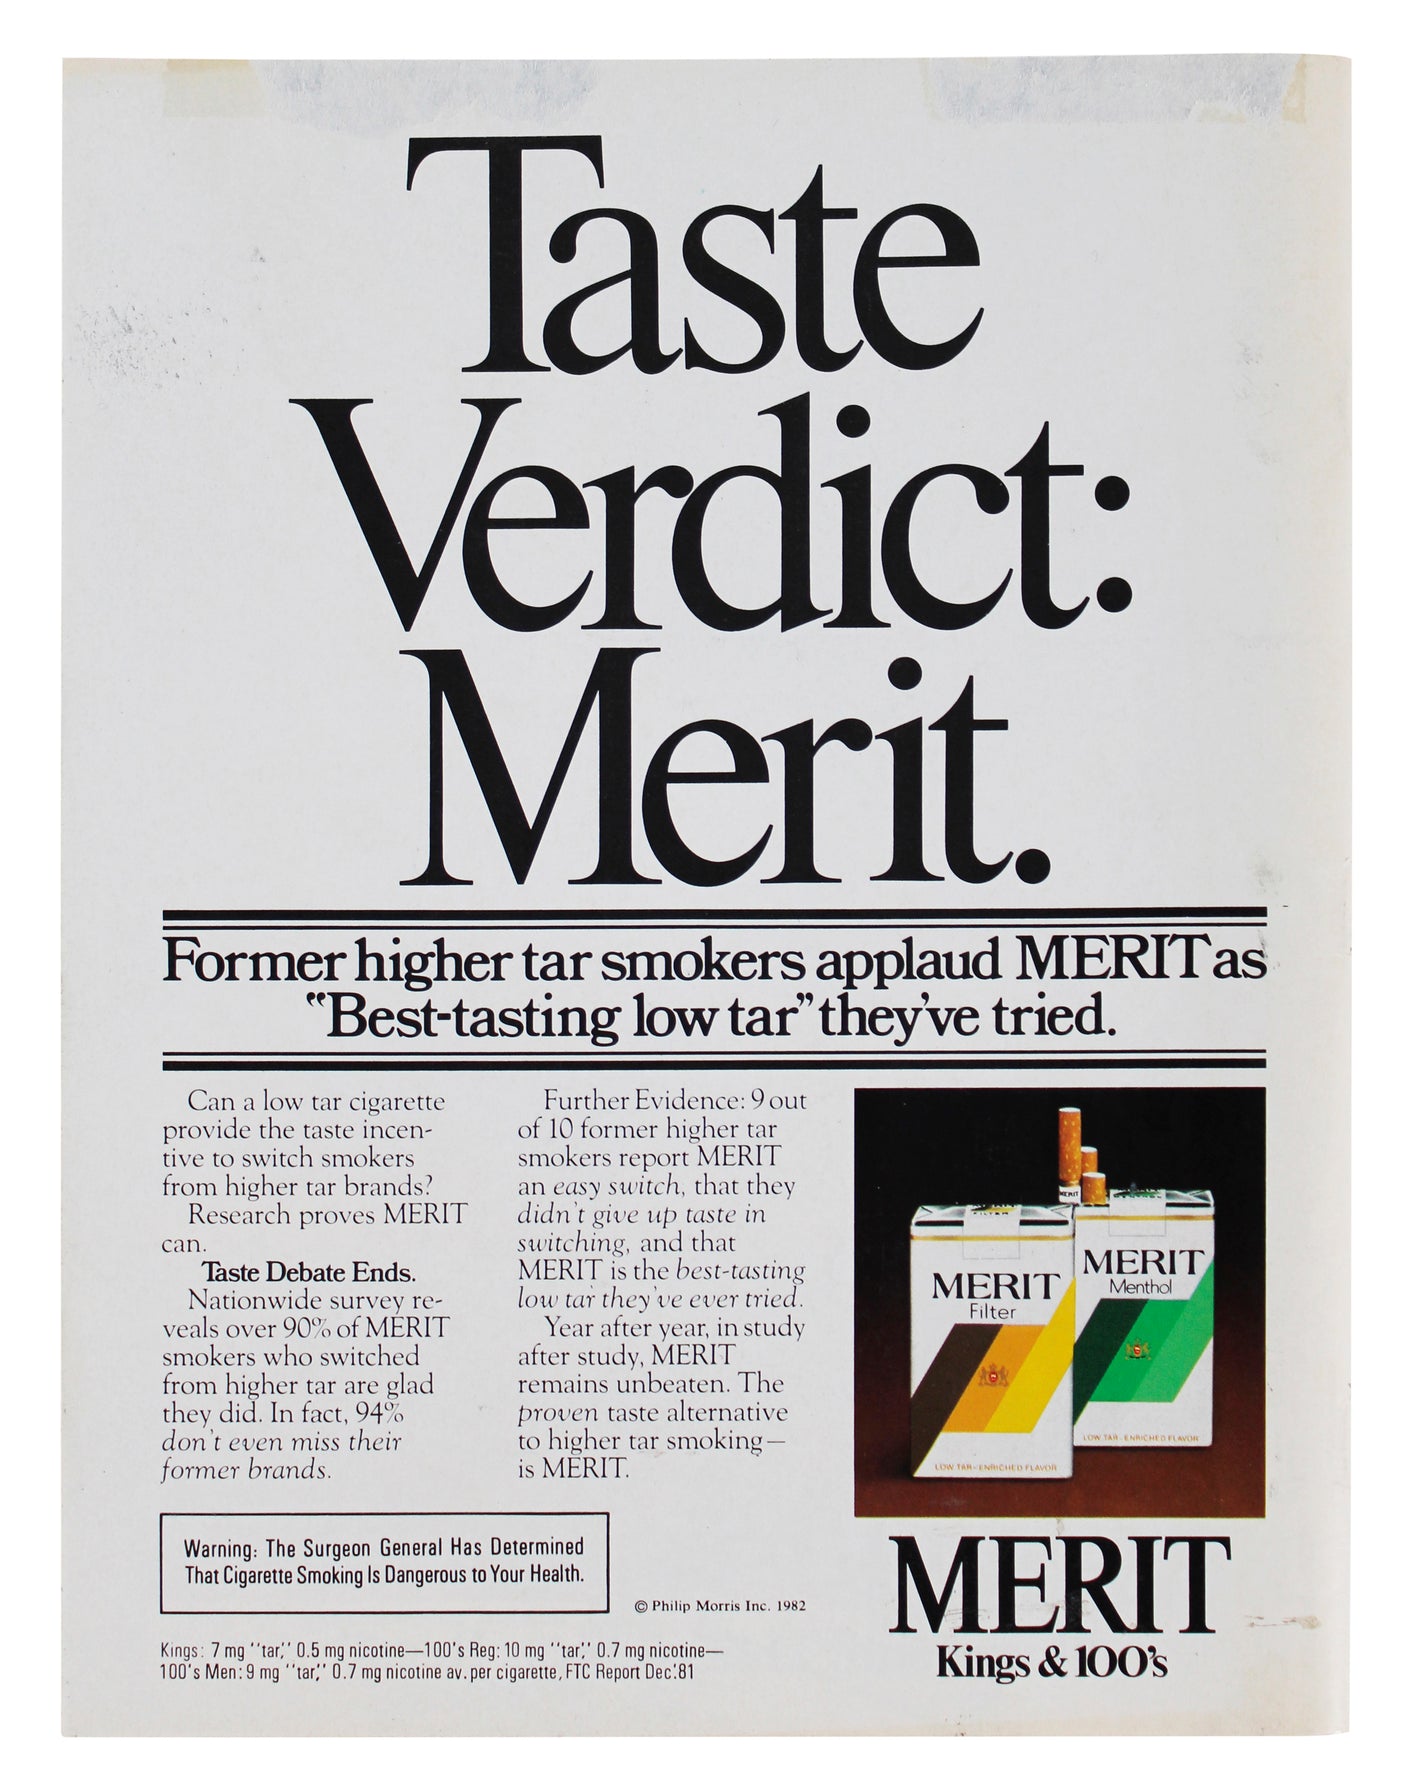 Taste
Verdict:
Merit.
Former higher tar smokers applaud MERIT as
"Best-tasting low tar" they've tried.
Can a low tar cigarette
provide the taste incen-
tive to switch smokers
from higher tar brands?
Research proves MERIT
can.
Taste Debate Ends.
Nationwide survey re-
veals over 90% of MERIT
smokers who switched
from higher tar are glad
they did. In fact, 94%
don't even miss their
former brands.
Further Evidence: 9 out
of 10 former higher tar
smokers report MERIT
an easy switch, that they
didn't give up taste in
switching, and that
MERIT is the best-tasting
low tar they've ever tried.
Year after year, in study
after study, MERIT
remains unbeaten. The
proven taste alternative
to higher tar smoking—
is MERIT.
MERIT
FILTER
MERIT
Filter
LOW TAR-ENRICHED FLAVOR
MERIT
Menthol
LOW TAR-ENRICHED FLAVOR
Warning: The Surgeon General Has Determined
That Cigarette Smoking Is Dangerous to Your Health.
© Philip Morris Inc. 1982
MERIT
Kings & 100's
Kings: 7 mg "tar," 0.5 mg nicotine—100's Reg: 10 mg "tar," 0.7 mg nicotine—
100's Men: 9 mg "tar," 0.7 mg nicotine av. per cigarette, FTC Report Dec.'81